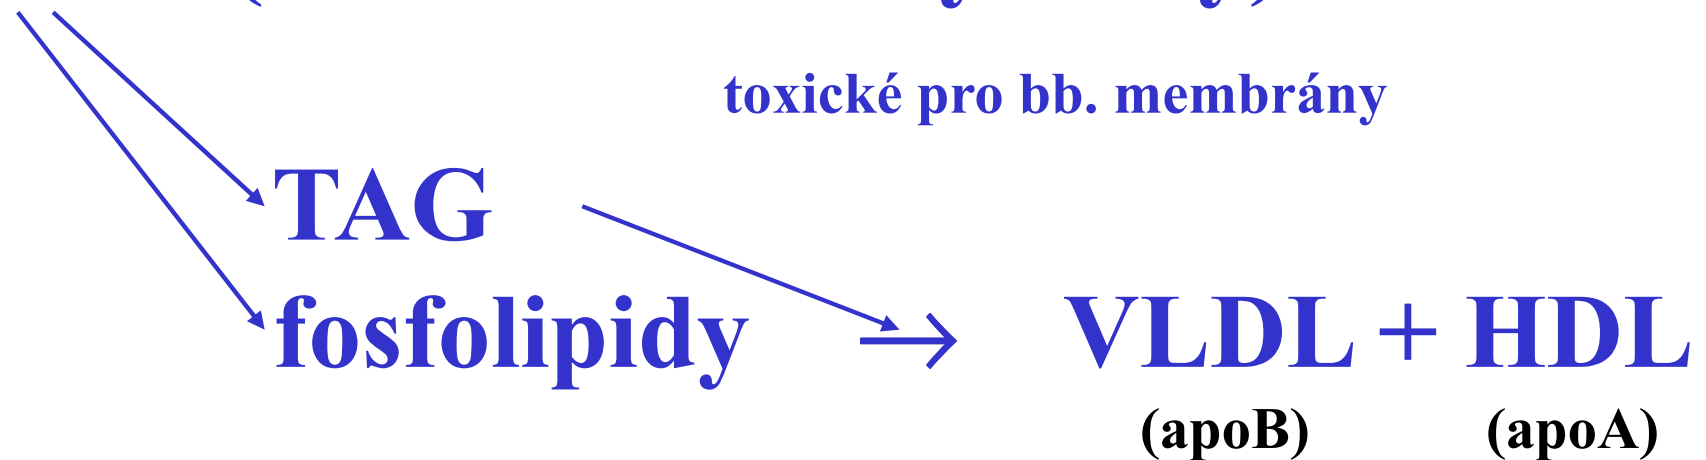 toxické pro bb. membrány
TAG
fosfolipidy → VLDL + HDL
(apoB) (apoA)